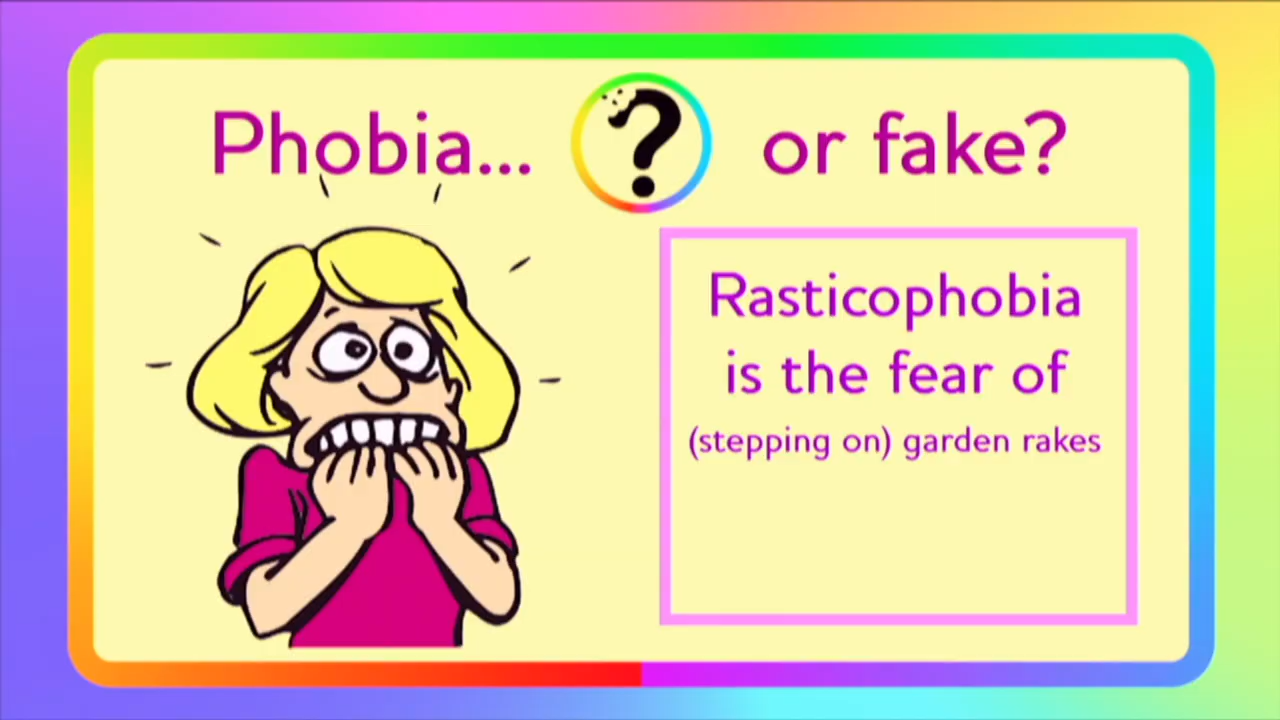 Phobia... ? or fake?
Rasticophobia
is the fear of
(stepping on) garden rakes